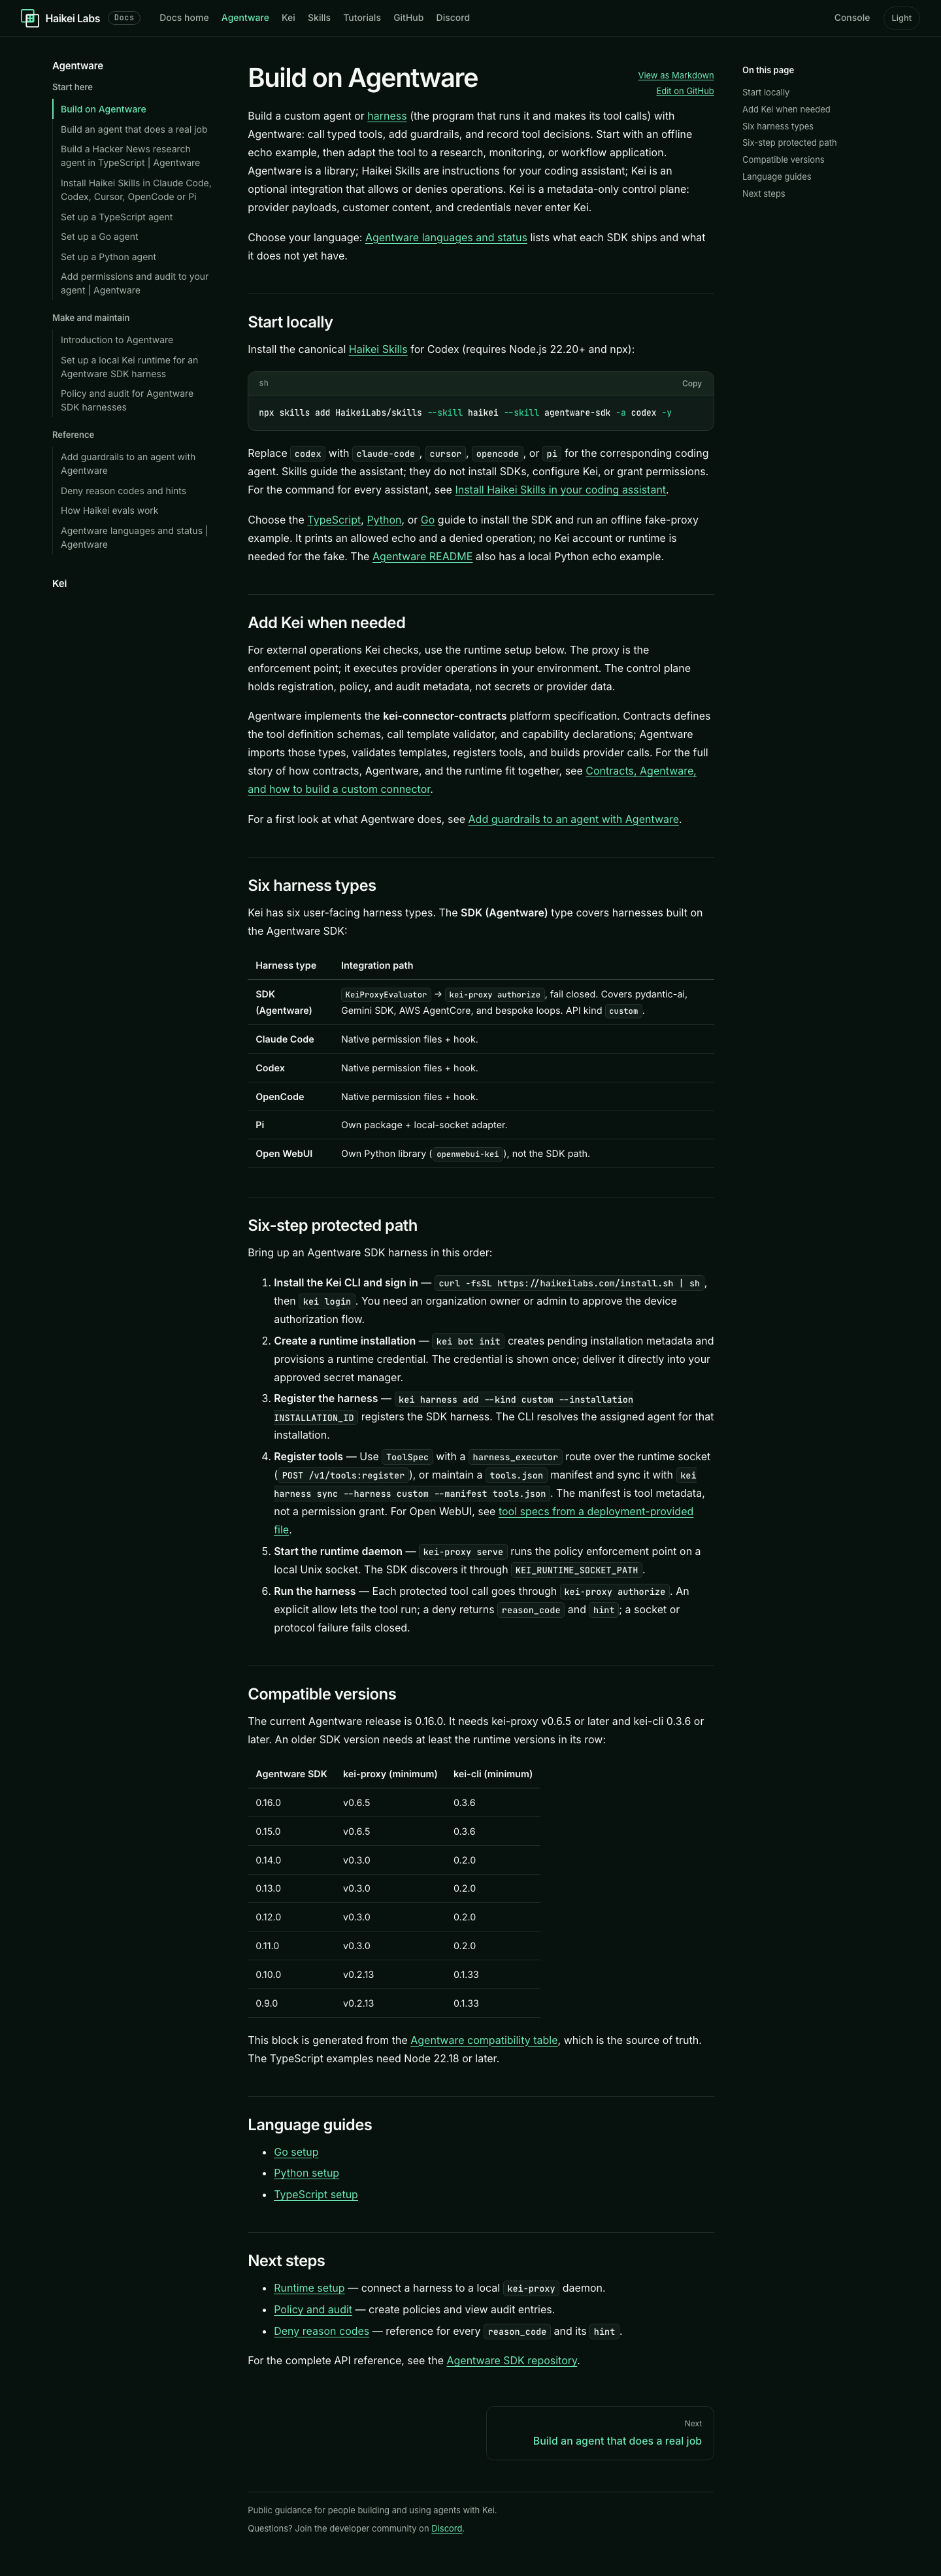 Haikei Labs Docs Docs home Agentware Kei Skills Tutorials GitHub Discord Console Light
Agentware
Start here
Build on Agentware
Build an agent that does a real job
Build a Hacker News research
agent in TypeScript | Agentware
Install Haikei Skills in Claude Code,
Codex, Cursor, OpenCode or Pi
Set up a TypeScript agent
Set up a Go agent
Set up a Python agent
Add permissions and audit to your
agent | Agentware
Make and maintain
Introduction to Agentware
Set up a local Kei runtime for an
Agentware SDK harness
Policy and audit for Agentware
SDK harnesses
Reference
Add guardrails to an agent with
Agentware
Deny reason codes and hints
How Haikei evals work
Agentware languages and status |
Agentware
Kei
Build on Agentware
View as Markdown
Edit on GitHub
Build a custom agent or harness (the program that runs it and makes its tool calls) with
Agentware: call typed tools, add guardrails, and record tool decisions. Start with an offline
echo example, then adapt the tool to a research, monitoring, or workflow application.
Agentware is a library; Haikei Skills are instructions for your coding assistant; Kei is an
optional integration that allows or denies operations. Kei is a metadata-only control plane:
provider payloads, customer content, and credentials never enter Kei.
Choose your language: Agentware languages and status lists what each SDK ships and what
it does not yet have.
Start locally
Install the canonical Haikei Skills for Codex (requires Node.js 22.20+ and npx):
sh Copy
npx skills add HaikeiLabs/skills --skill haikei --skill agentware-sdk -a codex -y
Replace codex with claude-code, cursor, opencode, or pi for the corresponding coding
agent. Skills guide the assistant; they do not install SDKs, configure Kei, or grant permissions.
For the command for every assistant, see Install Haikei Skills in your coding assistant.
Choose the TypeScript, Python, or Go guide to install the SDK and run an offline fake-proxy
example. It prints an allowed echo and a denied operation; no Kei account or runtime is
needed for the fake. The Agentware README also has a local Python echo example.
Add Kei when needed
For external operations Kei checks, use the runtime setup below. The proxy is the
enforcement point; it executes provider operations in your environment. The control plane
holds registration, policy, and audit metadata, not secrets or provider data.
Agentware implements the kei-connector-contracts platform specification. Contracts defines
the tool definition schemas, call template validator, and capability declarations; Agentware
imports those types, validates templates, registers tools, and builds provider calls. For the full
story of how contracts, Agentware, and the runtime fit together, see Contracts, Agentware,
and how to build a custom connector.
For a first look at what Agentware does, see Add guardrails to an agent with Agentware.
Six harness types
Kei has six user-facing harness types. The SDK (Agentware) type covers harnesses built on
the Agentware SDK:
Harness type Integration path
SDK
(Agentware)
KeiProxyEvaluator → kei-proxy authorize, fail closed. Covers pydantic-ai,
Gemini SDK, AWS AgentCore, and bespoke loops. API kind custom.
Claude Code Native permission files + hook.
Codex Native permission files + hook.
OpenCode Native permission files + hook.
Pi Own package + local-socket adapter.
Open WebUI Own Python library (openwebui-kei), not the SDK path.
Six-step protected path
Bring up an Agentware SDK harness in this order:
1. Install the Kei CLI and sign in — curl -fsSL https://haikeilabs.com/install.sh | sh,
then kei login. You need an organization owner or admin to approve the device
authorization flow.
2. Create a runtime installation — kei bot init creates pending installation metadata and
provisions a runtime credential. The credential is shown once; deliver it directly into your
approved secret manager.
3. Register the harness — kei harness add --kind custom --installation
INSTALLATION_ID registers the SDK harness. The CLI resolves the assigned agent for that
installation.
4. Register tools — Use ToolSpec with a harness_executor route over the runtime socket
(POST /v1/tools:register), or maintain a tools.json manifest and sync it with kei
harness sync --harness custom --manifest tools.json. The manifest is tool metadata,
not a permission grant. For Open WebUI, see tool specs from a deployment-provided
file.
5. Start the runtime daemon — kei-proxy serve runs the policy enforcement point on a
local Unix socket. The SDK discovers it through KEI_RUNTIME_SOCKET_PATH.
6. Run the harness — Each protected tool call goes through kei-proxy authorize. An
explicit allow lets the tool run; a deny returns reason_code and hint; a socket or
protocol failure fails closed.
Compatible versions
The current Agentware release is 0.16.0. It needs kei-proxy v0.6.5 or later and kei-cli 0.3.6 or
later. An older SDK version needs at least the runtime versions in its row:
Agentware SDK kei-proxy (minimum) kei-cli (minimum)
0.16.0 v0.6.5 0.3.6
0.15.0 v0.6.5 0.3.6
0.14.0 v0.3.0 0.2.0
0.13.0 v0.3.0 0.2.0
0.12.0 v0.3.0 0.2.0
0.11.0 v0.3.0 0.2.0
0.10.0 v0.2.13 0.1.33
0.9.0 v0.2.13 0.1.33
This block is generated from the Agentware compatibility table, which is the source of truth.
The TypeScript examples need Node 22.18 or later.
Language guides
Go setup
Python setup
TypeScript setup
Next steps
Runtime setup — connect a harness to a local kei-proxy daemon.
Policy and audit — create policies and view audit entries.
Deny reason codes — reference for every reason_code and its hint.
For the complete API reference, see the Agentware SDK repository.
Next
Build an agent that does a real job
Public guidance for people building and using agents with Kei.
Questions? Join the developer community on Discord.
On this page
Start locally
Add Kei when needed
Six harness types
Six-step protected path
Compatible versions
Language guides
Next steps